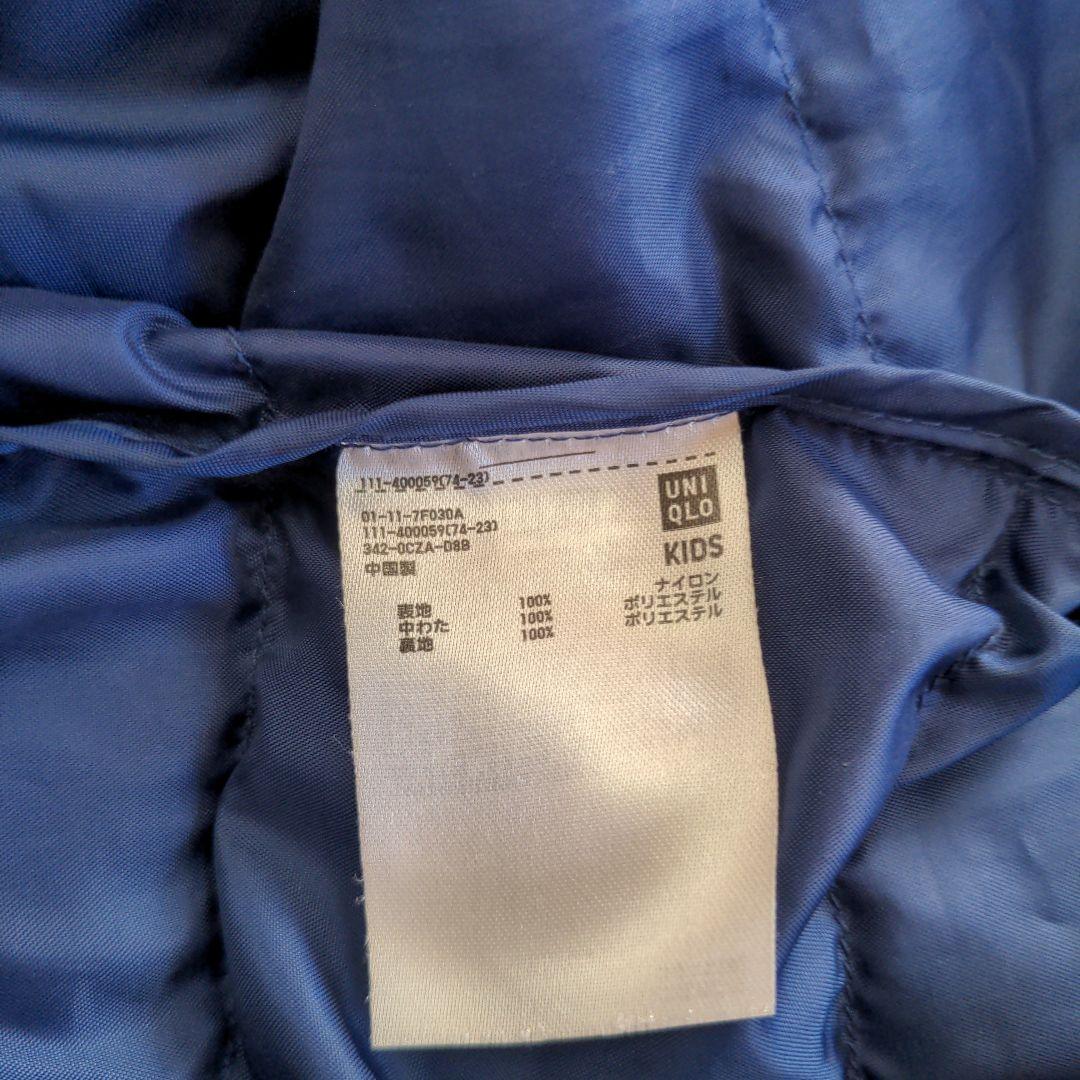 111-400059(74-23)
01-11-7F030A
111-400059(74-23)
342-0CZA-08B
中国製
UNI
QLO
KIDS
表地 100% ナイロン
中わた 100% ポリエステル
裏地 100% ポリエステル